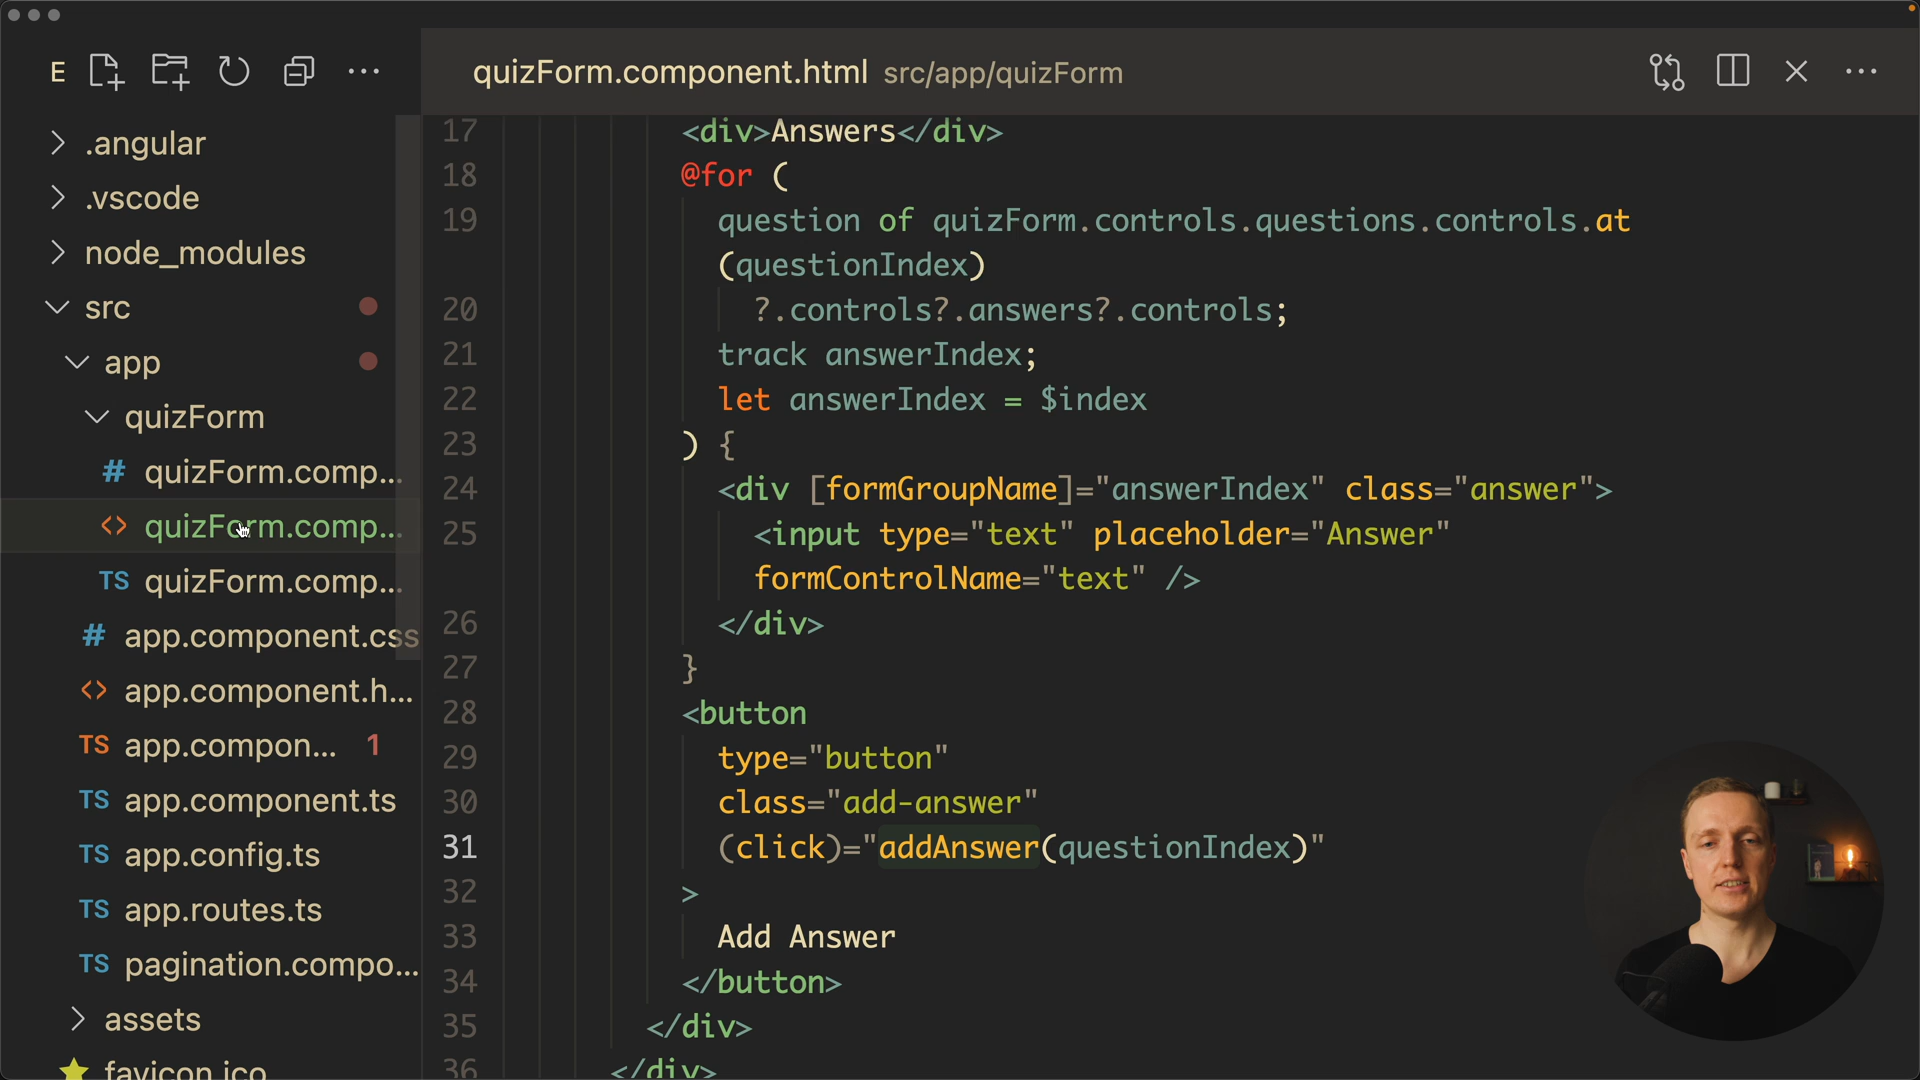 E
quizForm.component.html src/app/quizForm
.angular
.vscode
node_modules
src
app
quizForm
# quizForm.comp...
<> quizForm.comp...
TS quizForm.comp...
# app.component.css
<> app.component.h...
TS app.compon... 1
TS app.component.ts
TS app.config.ts
TS app.routes.ts
TS pagination.compo...
assets
favicon.ico
17 <div>Answers</div>
18 @for (
19 question of quizForm.controls.questions.controls.at
(questionIndex)
20 ?.controls?.answers?.controls;
21 track answerIndex;
22 let answerIndex = $index
23 ) {
24 <div [formGroupName]="answerIndex" class="answer">
25 <input type="text" placeholder="Answer"
formControlName="text" />
26 </div>
27 }
28 <button
29 type="button"
30 class="add-answer"
31 (click)="addAnswer(questionIndex)"
32 >
33 Add Answer
34 </button>
35 </div>
36 </div>